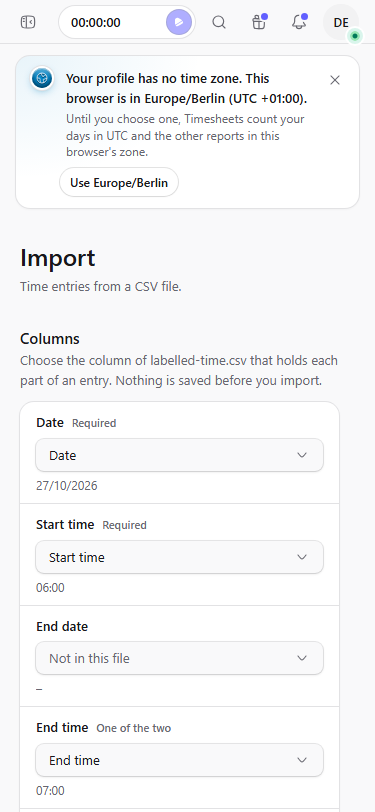 00:00:00
DE
Your profile has no time zone. This
browser is in Europe/Berlin (UTC +01:00).
Until you choose one, Timesheets count your
days in UTC and the other reports in this
browser's zone.
Use Europe/Berlin
Import
Time entries from a CSV file.
Columns
Choose the column of labelled-time.csv that holds each
part of an entry. Nothing is saved before you import.
Date Required
Date
27/10/2026
Start time Required
Start time
06:00
End date
Not in this file
–
End time One of the two
End time
07:00